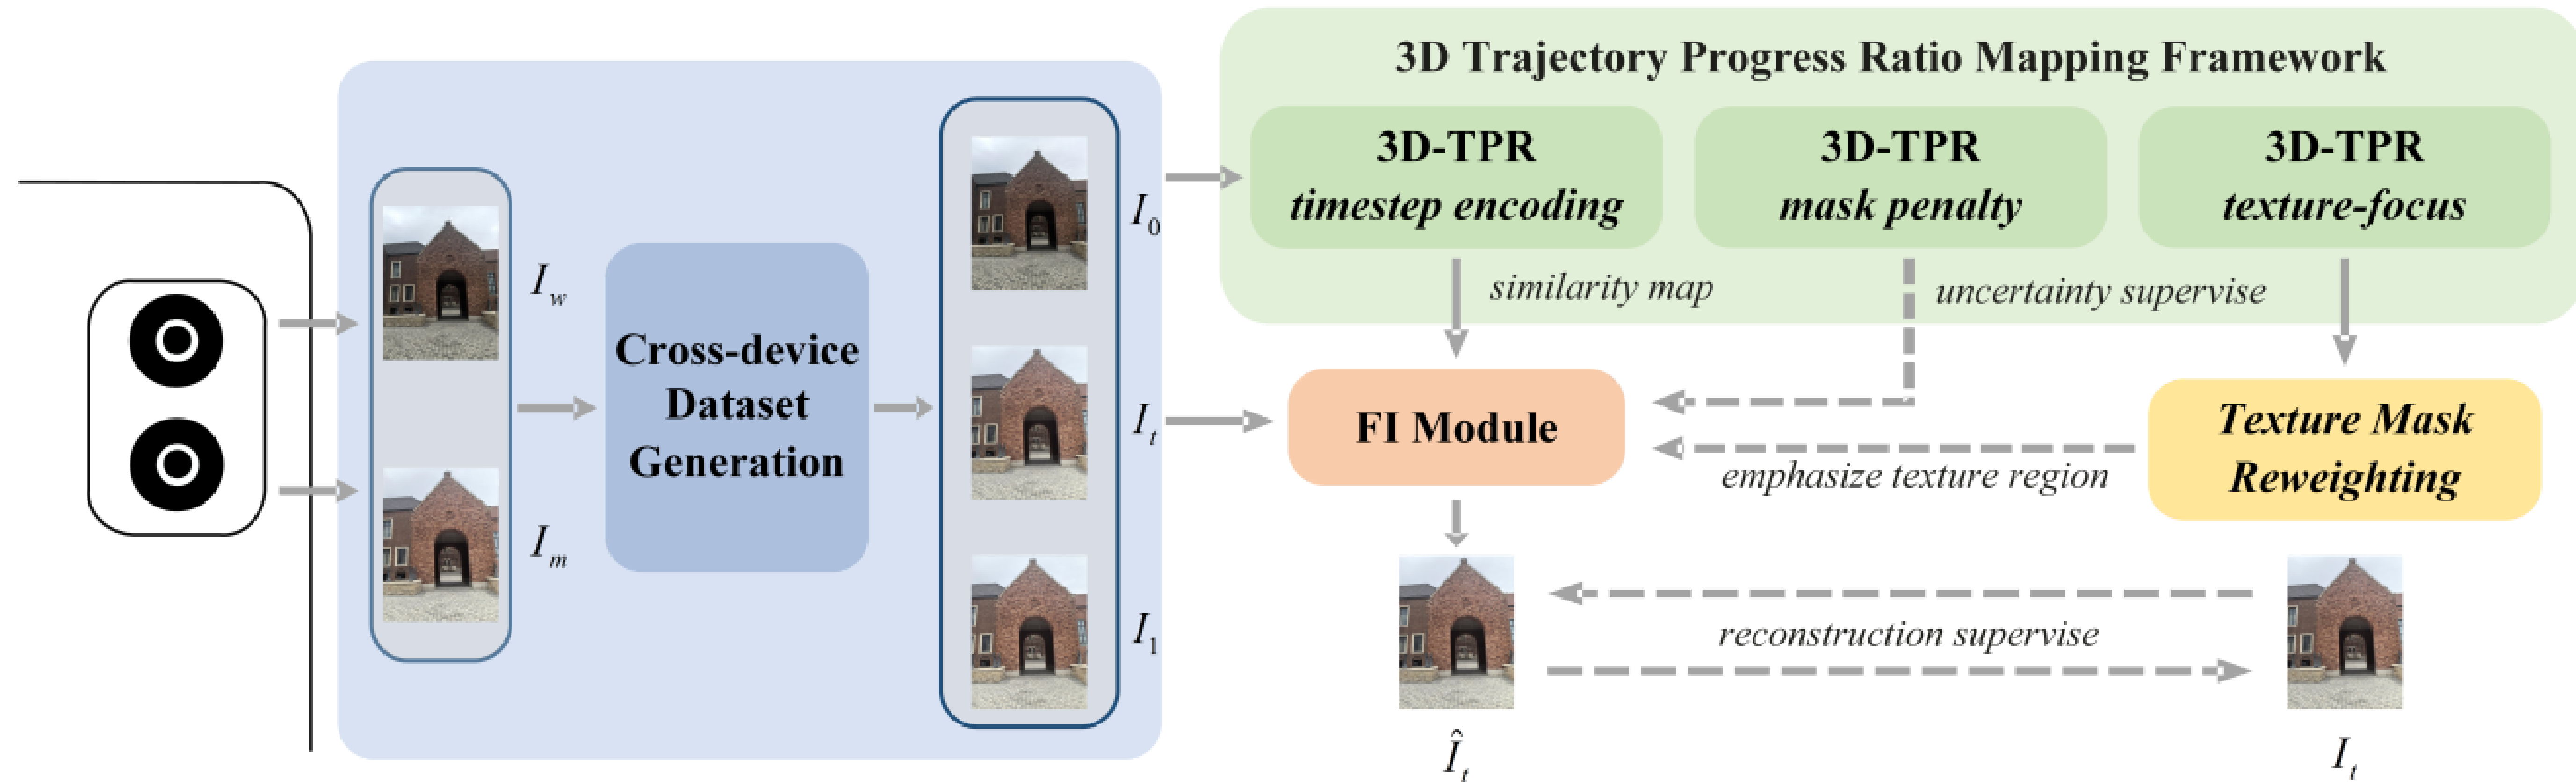 3D Trajectory Progress Ratio Mapping Framework
3D-TPR
timestep encoding
3D-TPR
mask penalty
3D-TPR
texture-focus
I_w
I_m
Cross-device
Dataset
Generation
I_0
I_t
I_1
similarity map
uncertainty supervise
FI Module
emphasize texture region
Texture Mask
Reweighting
reconstruction supervise
Î_t
I_t